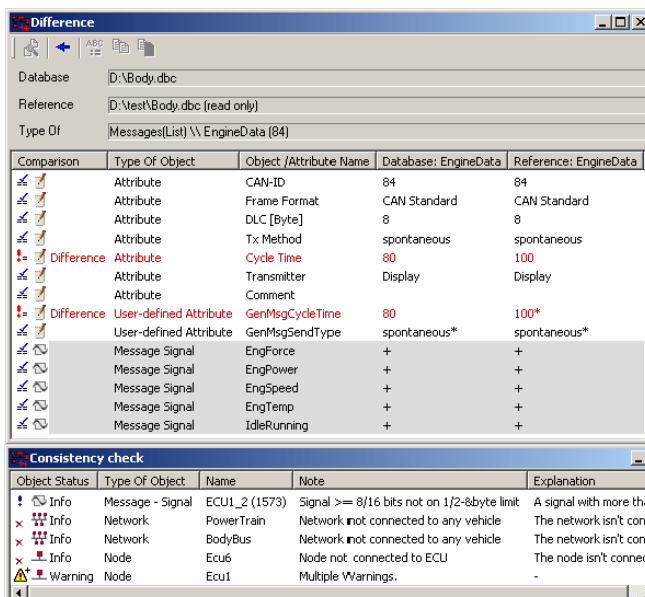 Difference
ABC
Database D:\Body.dbc
Reference D:\test\Body.dbc (read only)
Type Of Messages(List) \\ EngineData (84)
Comparison Type Of Object Object /Attribute Name Database: EngineData Reference: EngineData
Attribute CAN-ID 84 84
Attribute Frame Format CAN Standard CAN Standard
Attribute DLC [Byte] 8 8
Attribute Tx Method spontaneous spontaneous
Difference Attribute Cycle Time 80 100
Attribute Transmitter Display Display
Attribute Comment
Difference User-defined Attribute GenMsgCycleTime 80 100*
User-defined Attribute GenMsgSendType spontaneous* spontaneous*
Message Signal EngForce + +
Message Signal EngPower + +
Message Signal EngSpeed + +
Message Signal EngTemp + +
Message Signal IdleRunning + +
Consistency check
Object Status Type Of Object Name Note Explanation
Info Message - Signal ECU1_2 (1573) Signal >= 8/16 bits not on 1/2-&byte limit A signal with more tha
Info Network PowerTrain Network not connected to any vehicle The network isn't con
Info Network BodyBus Network not connected to any vehicle The network isn't con
Info Node Ecu6 Node not connected to ECU The node isn't connec
Warning Node Ecu1 Multiple Warnings. -